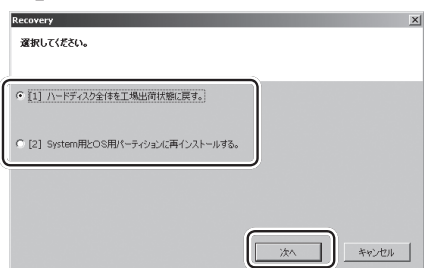 Recovery
選択してください。
[1] ハードディスク全体を工場出荷状態に戻す。
[2] System用とOS用パーティションに再インストールする。
次へ
キャンセル